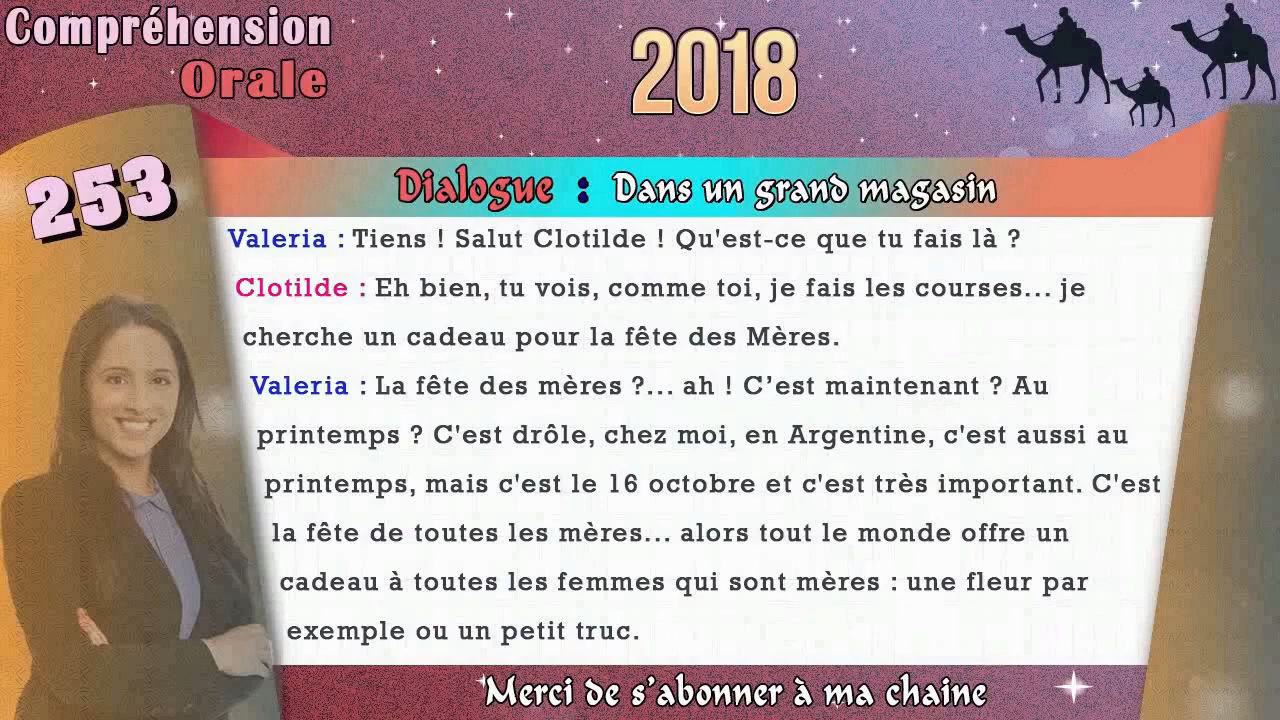 Compréhension
Orale
2018
253
Dialogue : Dans un grand magasin
Valeria : Tiens ! Salut Clotilde ! Qu'est-ce que tu fais là ?
Clotilde : Eh bien, tu vois, comme toi, je fais les courses... je
cherche un cadeau pour la fête des Mères.
Valeria : La fête des mères ?... ah ! C’est maintenant ? Au
printemps ? C'est drôle, chez moi, en Argentine, c'est aussi au
printemps, mais c'est le 16 octobre et c'est très important. C'est
la fête de toutes les mères... alors tout le monde offre un
cadeau à toutes les femmes qui sont mères : une fleur par
exemple ou un petit truc.
Merci de s’abonner à ma chaine